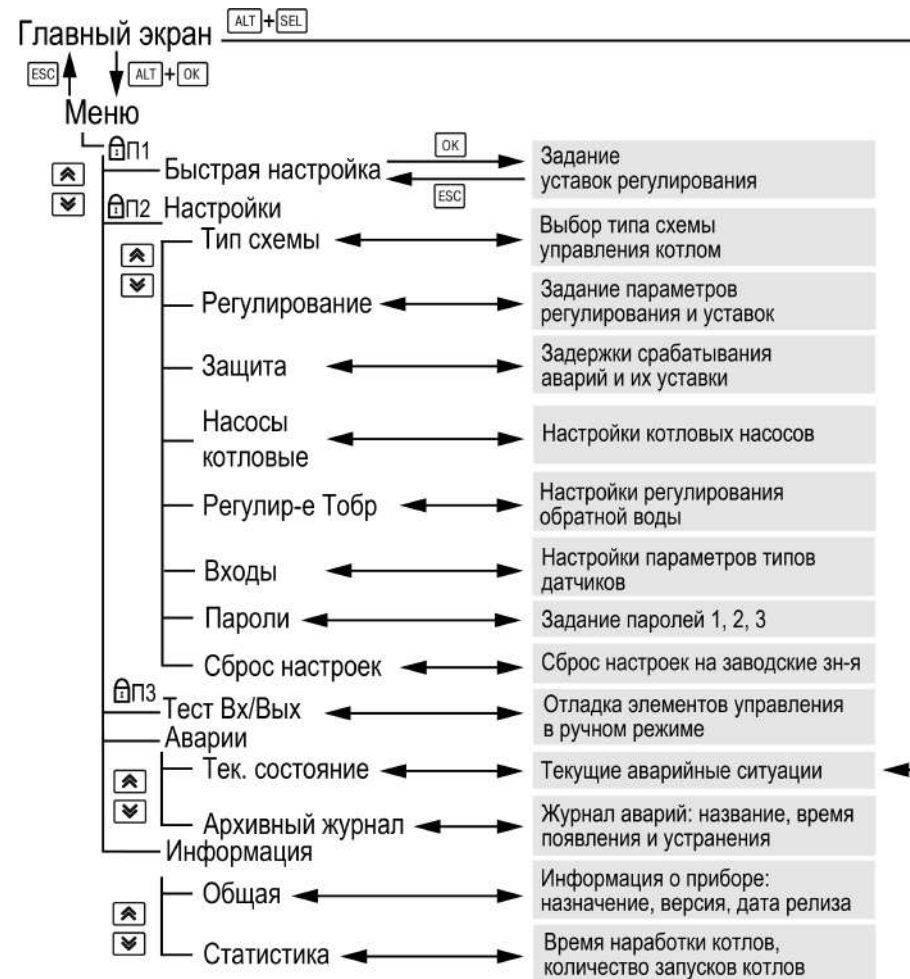 ALT + SEL
Главный экран
ESC ALT + OK
Меню
П1
Быстрая настройка OK ESC Задание
уставок регулирования
П2 Настройки
Тип схемы Выбор типа схемы
управления котлом
Регулирование Задание параметров
регулирования и уставок
Защита Задержки срабатывания
аварий и их уставки
Насосы
котловые
Настройки котловых насосов
Регулир-е Тобр Настройки регулирования
обратной воды
Входы Настройки параметров типов
датчиков
Пароли Задание паролей 1, 2, 3
Сброс настроек Сброс настроек на заводские зн-я
П3
Тест Вх/Вых Отладка элементов управления
в ручном режиме
Аварии
Тек. состояние Текущие аварийные ситуации
Архивный журнал Журнал аварий: название, время
появления и устранения
Информация
Общая Информация о приборе:
назначение, версия, дата релиза
Статистика Время наработки котлов,
количество запусков котлов